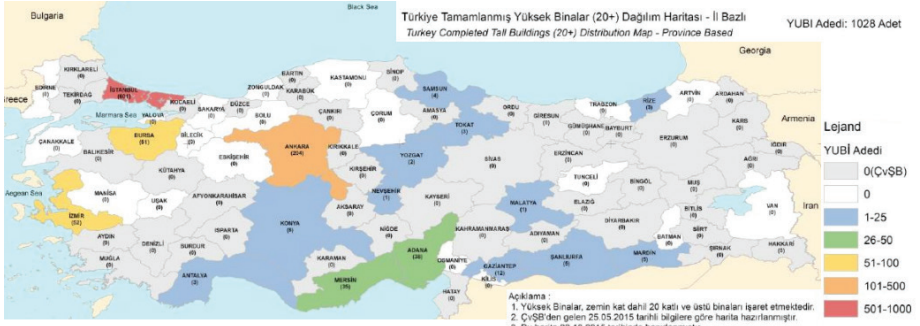 Bulgaria
Black Sea
Türkiye Tamamlanmış Yüksek Binalar (20+) Dağılım Haritası - İl Bazlı
Turkey Completed Tall Buildings (20+) Distribution Map - Province Based
YUBI Adedi: 1028 Adet
Georgia
Armenia
Iran
Greece
Marmara Sea
Aegean Sea
KIRKLARELİ
EDİRNE
TEKİRDAĞ
İSTANBUL
KOCAELİ
YALOVA
SAKARYA
DÜZCE
ZONGULDAK
BARTIN
KARABÜK
KASTAMONU
SİNOP
SAMSUN
(4)
ORDU
GİRESUN
TRABZON
RİZE
ARTVİN
ARDAHAN
KARS
IĞDIR
ÇANAKKALE
BALIKESİR
BURSA
BİLECİK
BOLU
ÇANKIRI
ÇORUM
AMASYA
TOKAT
GÜMÜŞHANE
BAYBURT
ERZURUM
AĞRI
KÜTAHYA
ESKİŞEHİR
ANKARA
(204)
KIRIKKALE
YOZGAT
SİVAS
ERZİNCAN
TUNCELİ
BİNGÖL
MUŞ
MANİSA
İZMİR
(52)
UŞAK
AFYONKARAHİSAR
KIRŞEHİR
NEVŞEHİR
KAYSERİ
MALATYA
ELAZIĞ
BİTLİS
VAN
AYDIN
DENİZLİ
BURDUR
ISPARTA
KONYA
AKSARAY
NİĞDE
KAHRAMANMARAŞ
ADIYAMAN
DİYARBAKIR
BATMAN
SİİRT
ŞIRNAK
HAKKARİ
MUĞLA
ANTALYA
KARAMAN
MERSİN
ADANA
OSMANİYE
HATAY
KİLİS
GAZİANTEP
(12)
ŞANLIURFA
MARDİN
Lejand
YUBİ Adedi
0(ÇvŞB)
0
1-25
26-50
51-100
101-500
501-1000
Açıklama :
1. Yüksek Binalar, zemin kat dahil 20 katlı ve üstü binaları işaret etmektedir.
2. ÇvŞB'den gelen 25.05.2015 tarihli bilgilere göre harita hazırlanmıştır.